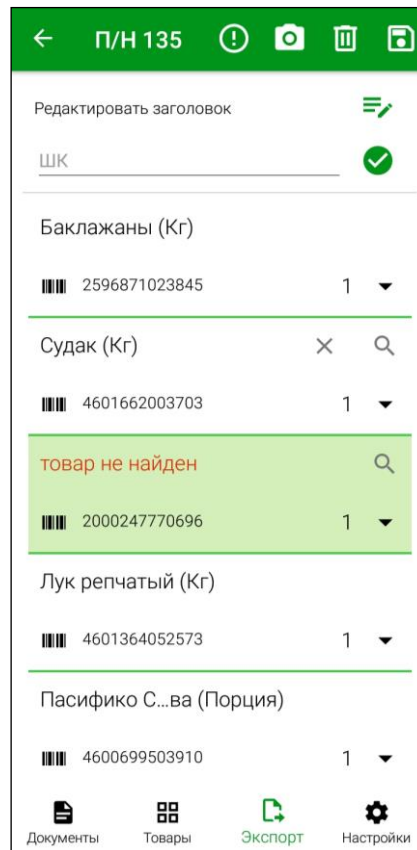 П/Н 135
Редактировать заголовок
ШК
Баклажаны (Кг)
2596871023845 1
Судак (Кг)
4601662003703 1
товар не найден
2000247770696 1
Лук репчатый (Кг)
4601364052573 1
Пасифико С...ва (Порция)
4600699503910 1
Документы Товары Экспорт Настройки